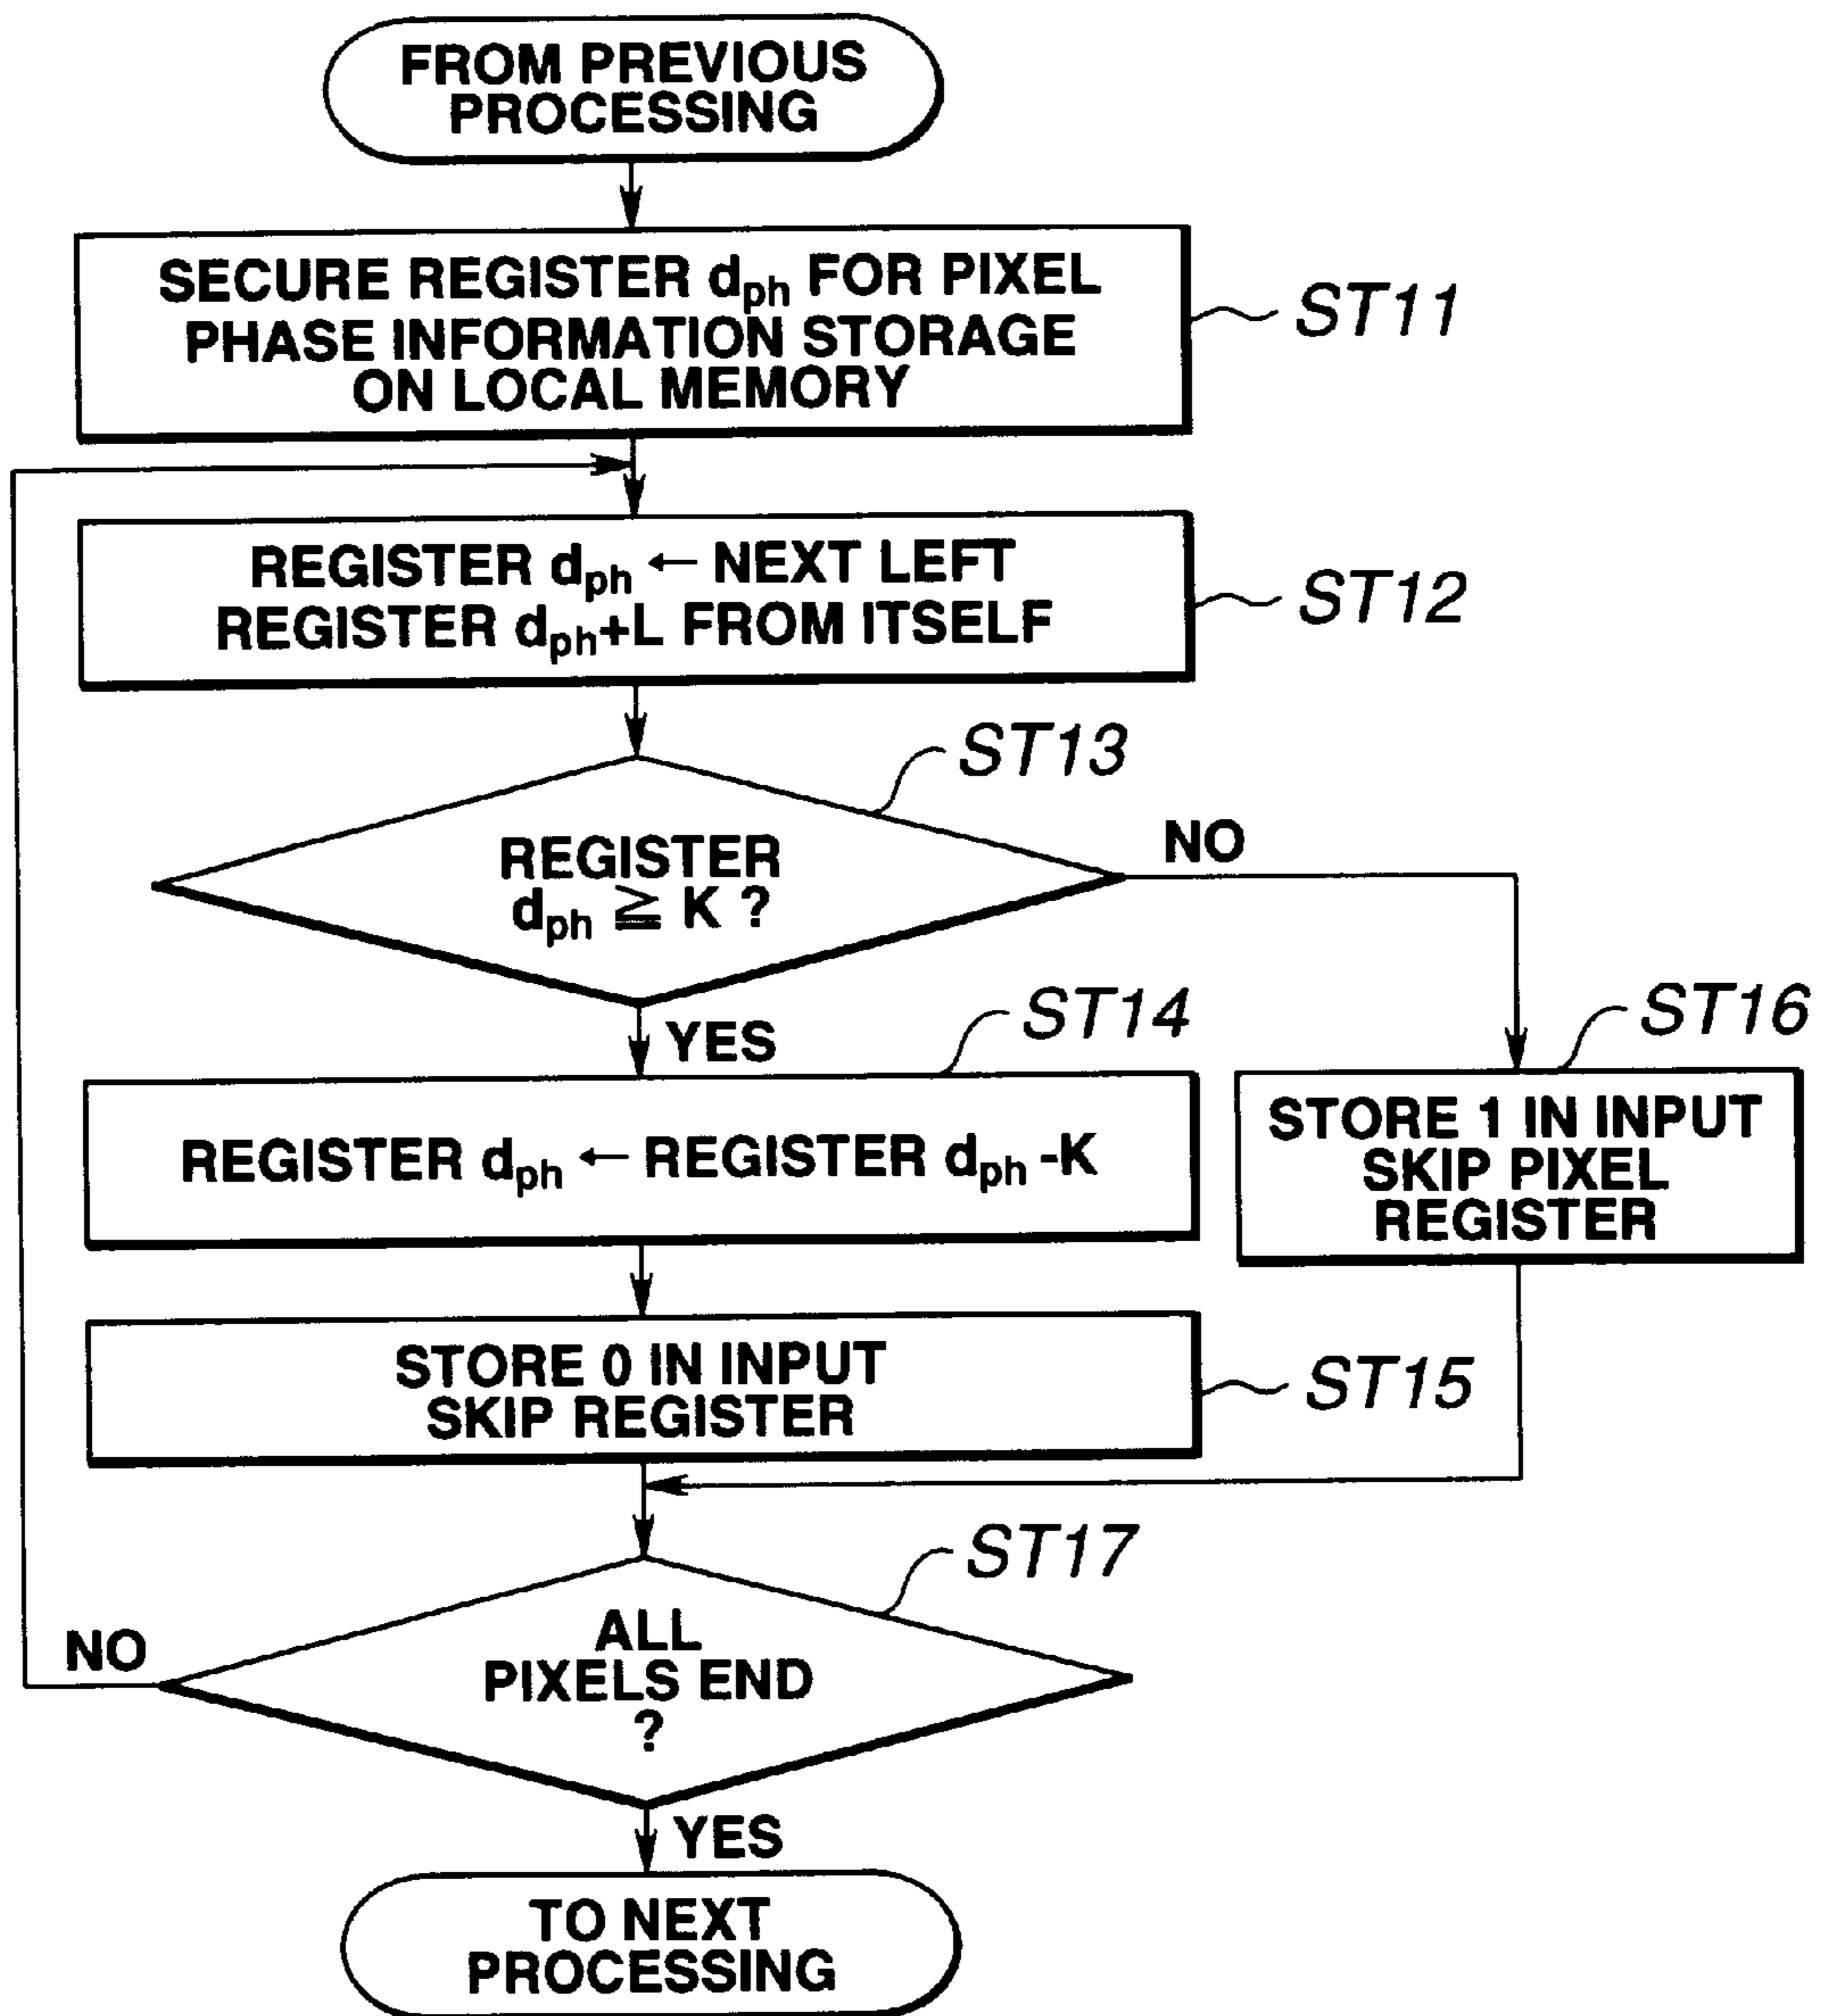 FROM PREVIOUS
PROCESSING
SECURE REGISTER dph FOR PIXEL
PHASE INFORMATION STORAGE
ON LOCAL MEMORY
ST11
REGISTER dph ← NEXT LEFT
REGISTER dph+L FROM ITSELF
ST12
ST13
REGISTER
dph ≧ K ?
NO
YES
ST14
ST16
REGISTER dph ← REGISTER dph -K
STORE 1 IN INPUT
SKIP PIXEL
REGISTER
STORE 0 IN INPUT
SKIP REGISTER
ST15
ST17
ALL
PIXELS END
?
NO
YES
TO NEXT
PROCESSING